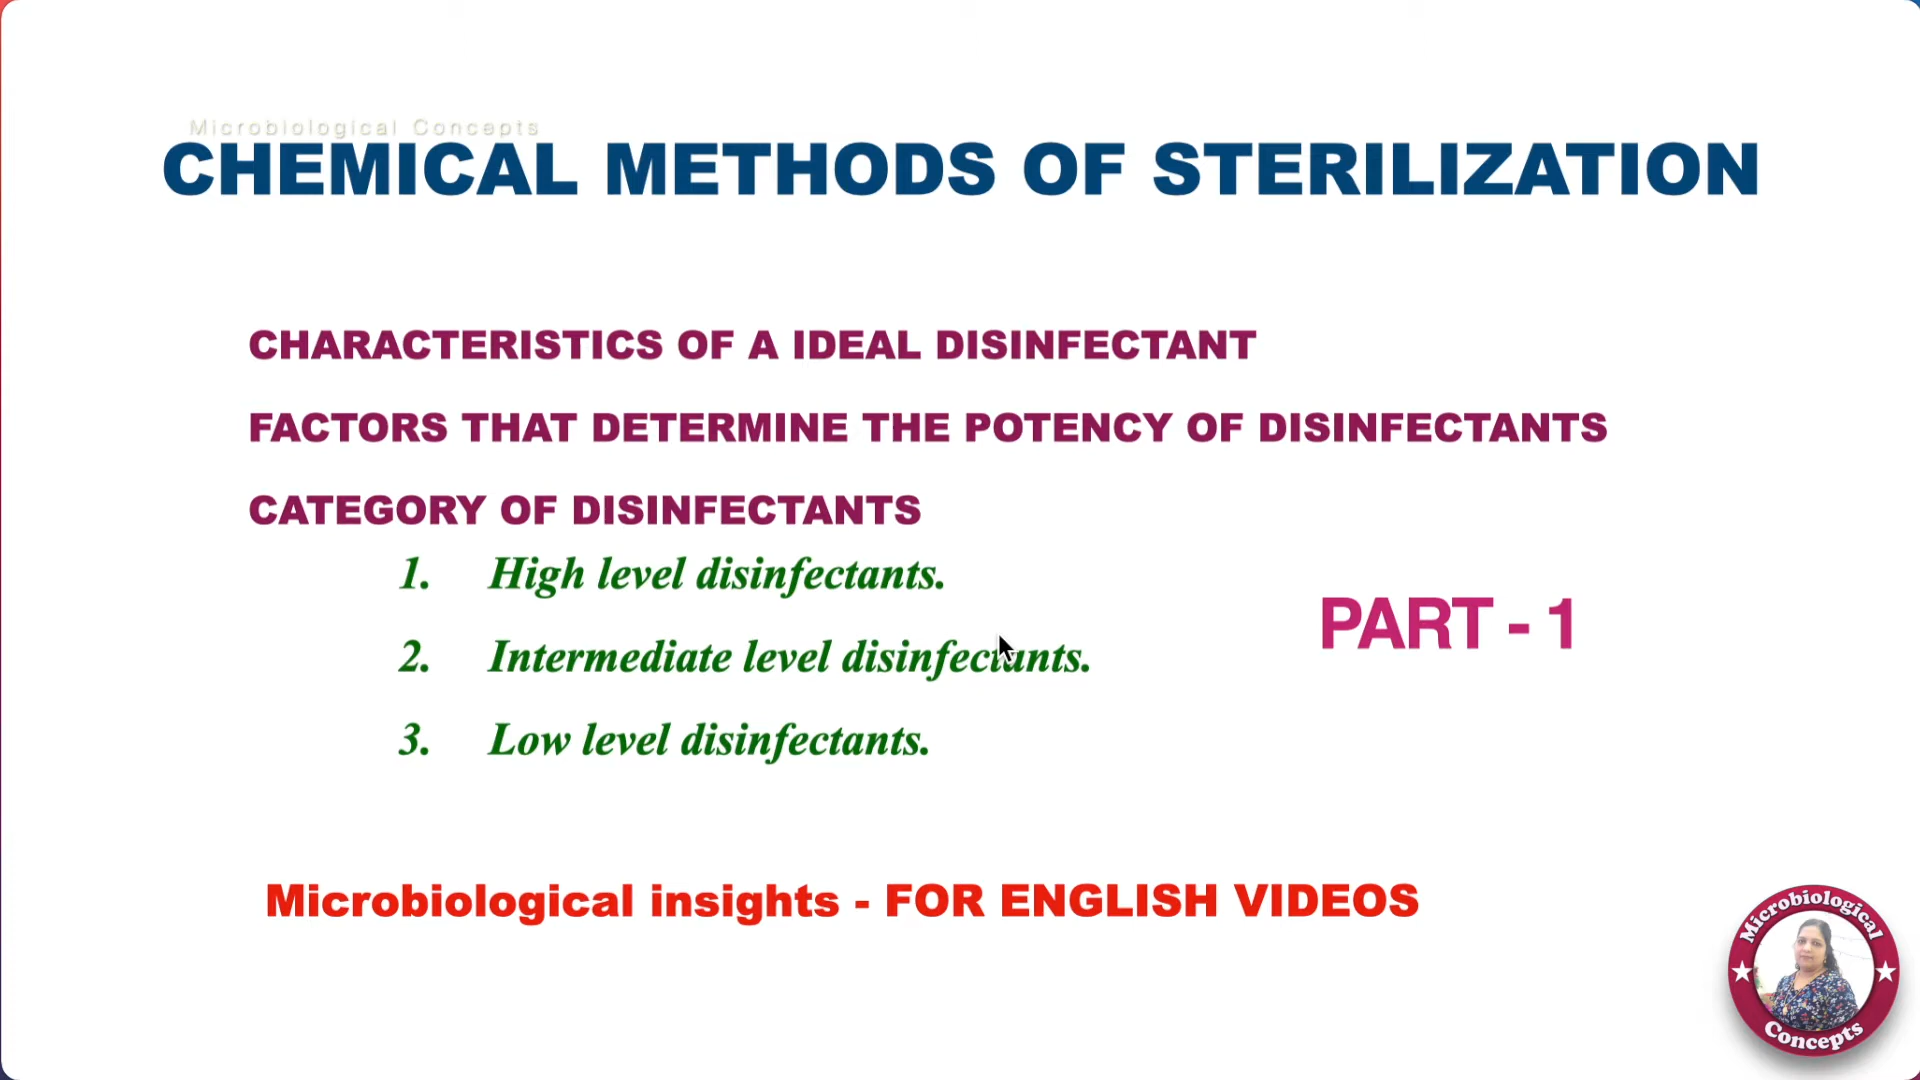 Microbiological Concepts
CHEMICAL METHODS OF STERILIZATION
CHARACTERISTICS OF A IDEAL DISINFECTANT
FACTORS THAT DETERMINE THE POTENCY OF DISINFECTANTS
CATEGORY OF DISINFECTANTS
1. High level disinfectants.
2. Intermediate level disinfectants.
3. Low level disinfectants.
PART - 1
Microbiological insights - FOR ENGLISH VIDEOS
Microbiological
Concepts